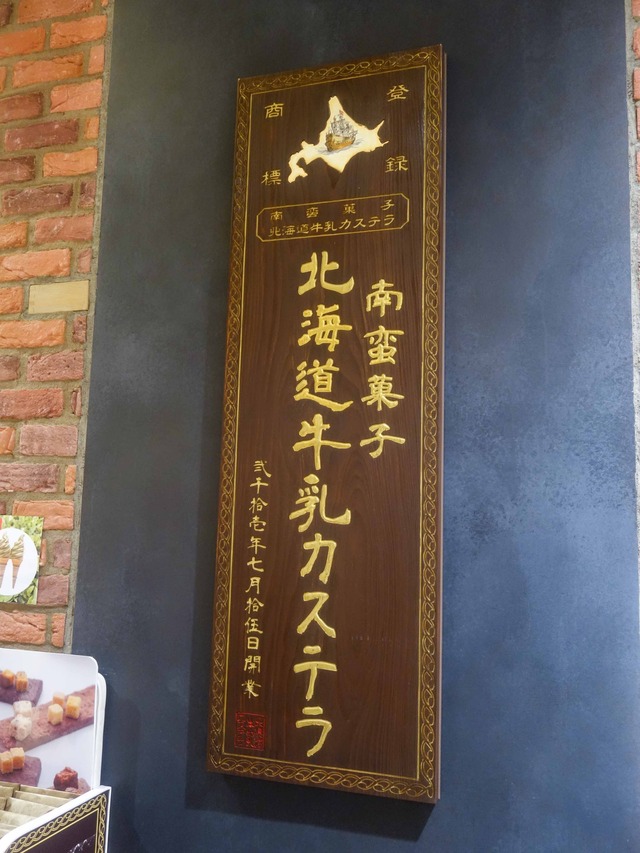 登録
商標
南蛮菓子
北海道牛乳カステラ
南蛮菓子
北海道牛乳カステラ
弐千拾壱年七月拾伍日開業